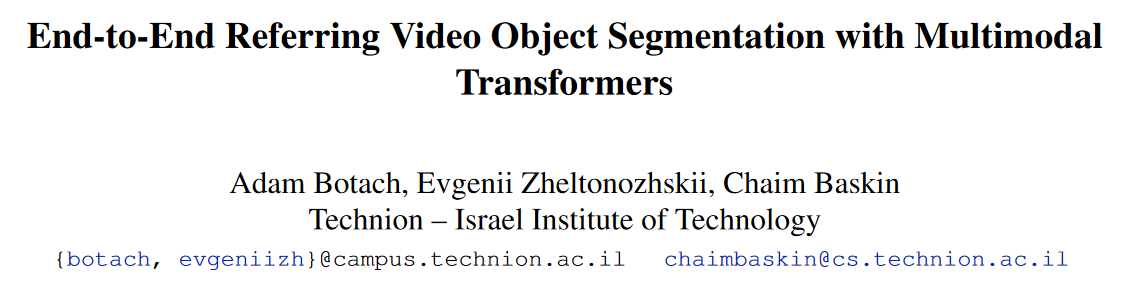 End-to-End Referring Video Object Segmentation with Multimodal
Transformers
Adam Botach, Evgenii Zheltonozhskii, Chaim Baskin
Technion – Israel Institute of Technology
{botach, evgeniizh}@campus.technion.ac.il chaimbaskin@cs.technion.ac.il